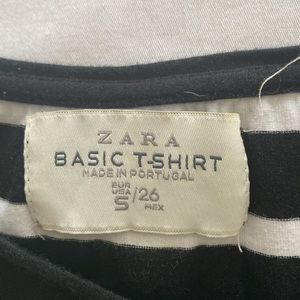 ZARA
BASIC T-SHIRT
MADE IN PORTUGAL
EUR
USA
S/26
MEX